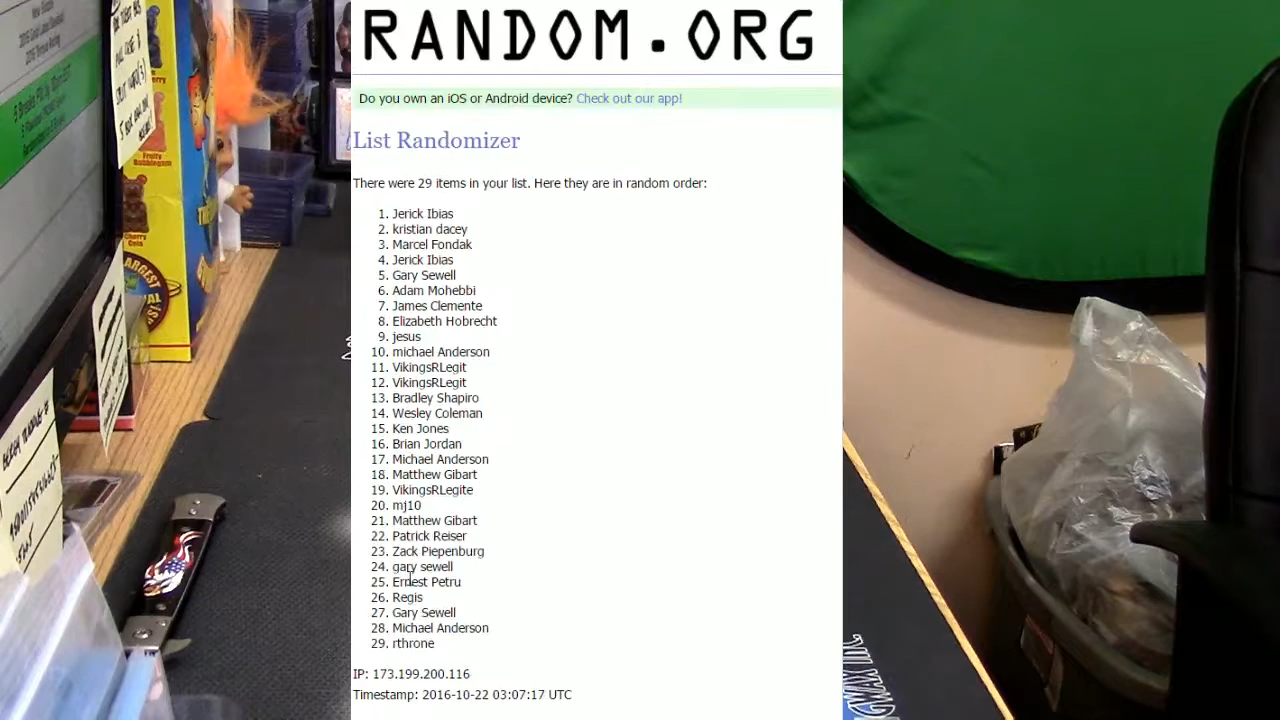 RANDOM.ORG
Do you own an iOS or Android device? Check out our app!
List Randomizer
There were 29 items in your list. Here they are in random order:
1. Jerick Ibias
2. kristian dacey
3. Marcel Fondak
4. Jerick Ibias
5. Gary Sewell
6. Adam Mohebbi
7. James Clemente
8. Elizabeth Hobrecht
9. jesus
10. michael Anderson
11. VikingsRLegit
12. VikingsRLegit
13. Bradley Shapiro
14. Wesley Coleman
15. Ken Jones
16. Brian Jordan
17. Michael Anderson
18. Matthew Gibart
19. VikingsRLegite
20. mj10
21. Matthew Gibart
22. Patrick Reiser
23. Zack Piepenburg
24. gary sewell
25. Ernest Petru
26. Regis
27. Gary Sewell
28. Michael Anderson
29. rthrone
IP: 173.199.200.116
Timestamp: 2016-10-22 03:07:17 UTC
Fruity
Bubblegum
Cherry
Cola